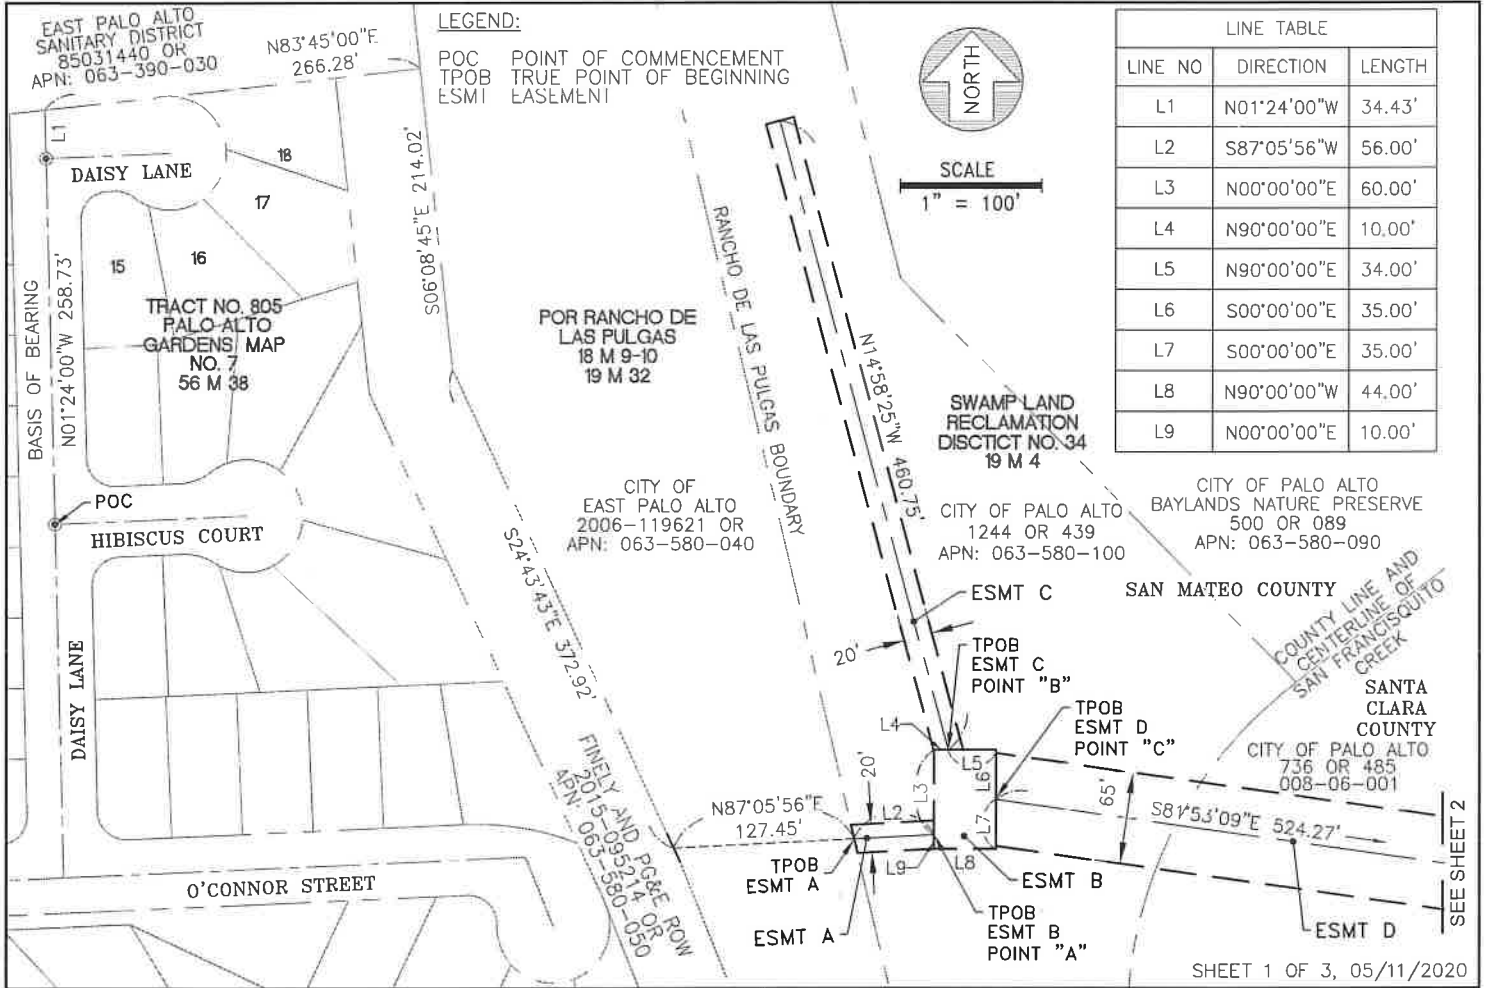 EAST PALO ALTO
SANITARY DISTRICT
85031440 OR
APN: 063-390-030
N83°45'00"E
266.28'
LEGEND:
POC POINT OF COMMENCEMENT
TPOB TRUE POINT OF BEGINNING
ESMT EASEMENT
NORTH
SCALE
1" = 100'
LINE TABLE
LINE NO DIRECTION LENGTH
L1 N01°24'00"W 34.43'
L2 S87°05'56"W 56.00'
L3 N00°00'00"E 60.00'
L4 N90°00'00"E 10.00'
L5 N90°00'00"E 34.00'
L6 S00°00'00"E 35.00'
L7 S00°00'00"E 35.00'
L8 N90°00'00"W 44.00'
L9 N00°00'00"E 10.00'
L1
DAISY LANE
18
17
16
15
S06°08'45"E 214.02'
BASIS OF BEARING
N01°24'00"W 258.73'
TRACT NO. 805
PALO ALTO
GARDENS MAP
NO. 7
56 M 38
POR RANCHO DE
LAS PULGAS
18 M 9-10
19 M 32
RANCHO DE LAS PULGAS BOUNDARY
N14°58'25"W 460.75'
SWAMP LAND
RECLAMATION
DISCTICT NO. 34
19 M 4
POC
HIBISCUS COURT
CITY OF
EAST PALO ALTO
2006-119621 OR
APN: 063-580-040
CITY OF PALO ALTO
1244 OR 439
APN: 063-580-100
CITY OF PALO ALTO
BAYLANDS NATURE PRESERVE
500 OR 089
APN: 063-580-090
S24°43'43"E 372.92'
ESMT C
SAN MATEO COUNTY
COUNTY LINE AND
CENTERLINE OF
SAN FRANCISQUITO
CREEK
20'
TPOB
ESMT C
POINT "B"
SANTA
CLARA
COUNTY
DAISY LANE
TPOB
ESMT D
POINT "C"
CITY OF PALO ALTO
736 OR 485
008-06-001
L4
L5
L6
L3
L7
20'
65'
FINELY AND PG&E ROW
2015-095214 OR
APN: 063-580-050
N87°05'56"E
127.45'
L2
S81°53'09"E 524.27'
SEE SHEET 2
TPOB
ESMT A
L9
L8
ESMT B
O'CONNOR STREET
ESMT A
TPOB
ESMT B
POINT "A"
ESMT D
SHEET 1 OF 3, 05/11/2020